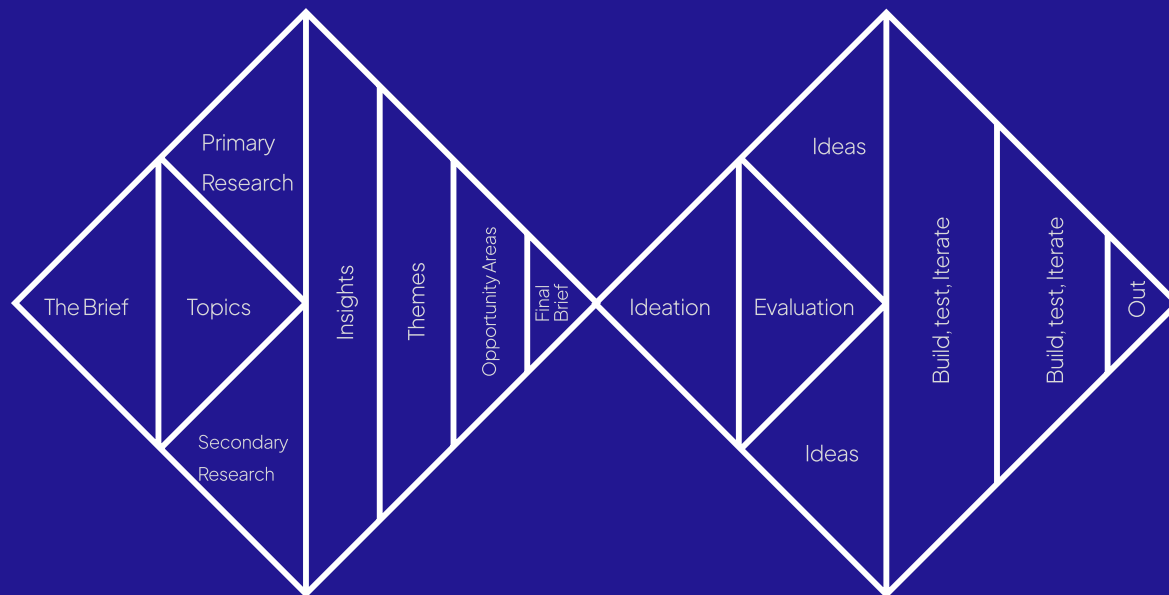 The Brief
Topics
Primary
Research
Secondary
Research
Insights
Themes
Opportunity Areas
Final
Brief
Ideation
Evaluation
Ideas
Ideas
Build, test, Iterate
Build, test, Iterate
Out